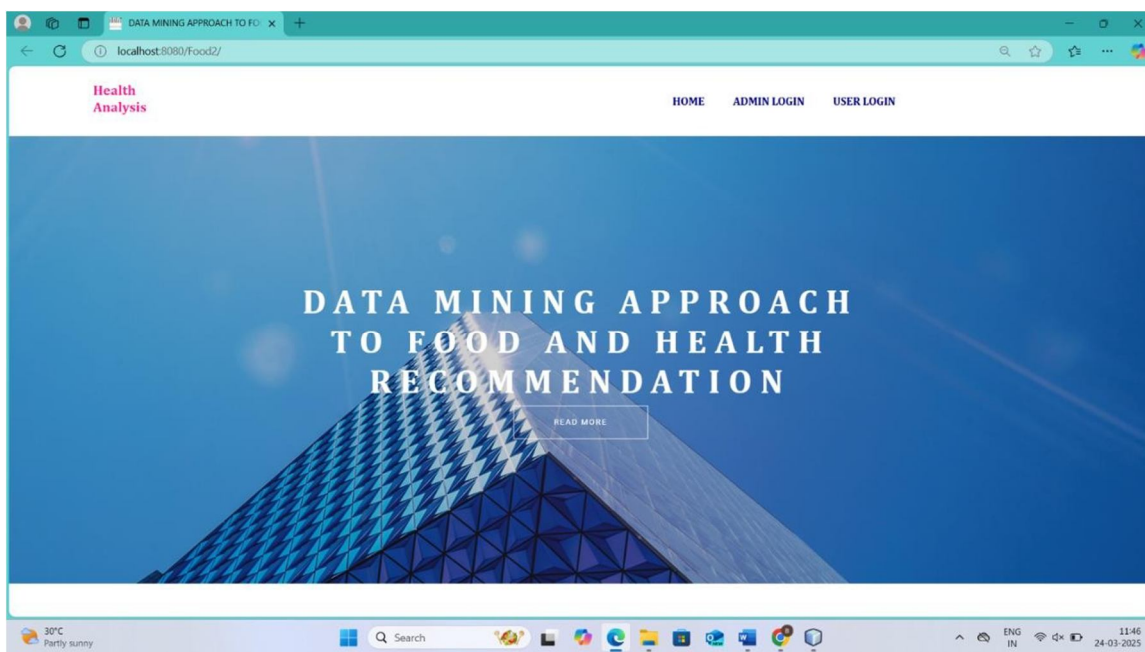 DATA MINING APPROACH TO FO
localhost:8080/Food2/
Health
Analysis
HOME ADMIN LOGIN USER LOGIN
DATA MINING APPROACH
TO FOOD AND HEALTH
RECOMMENDATION
READ MORE
30°C
Partly sunny
Search
ENG
IN
11:46
24-03-2025